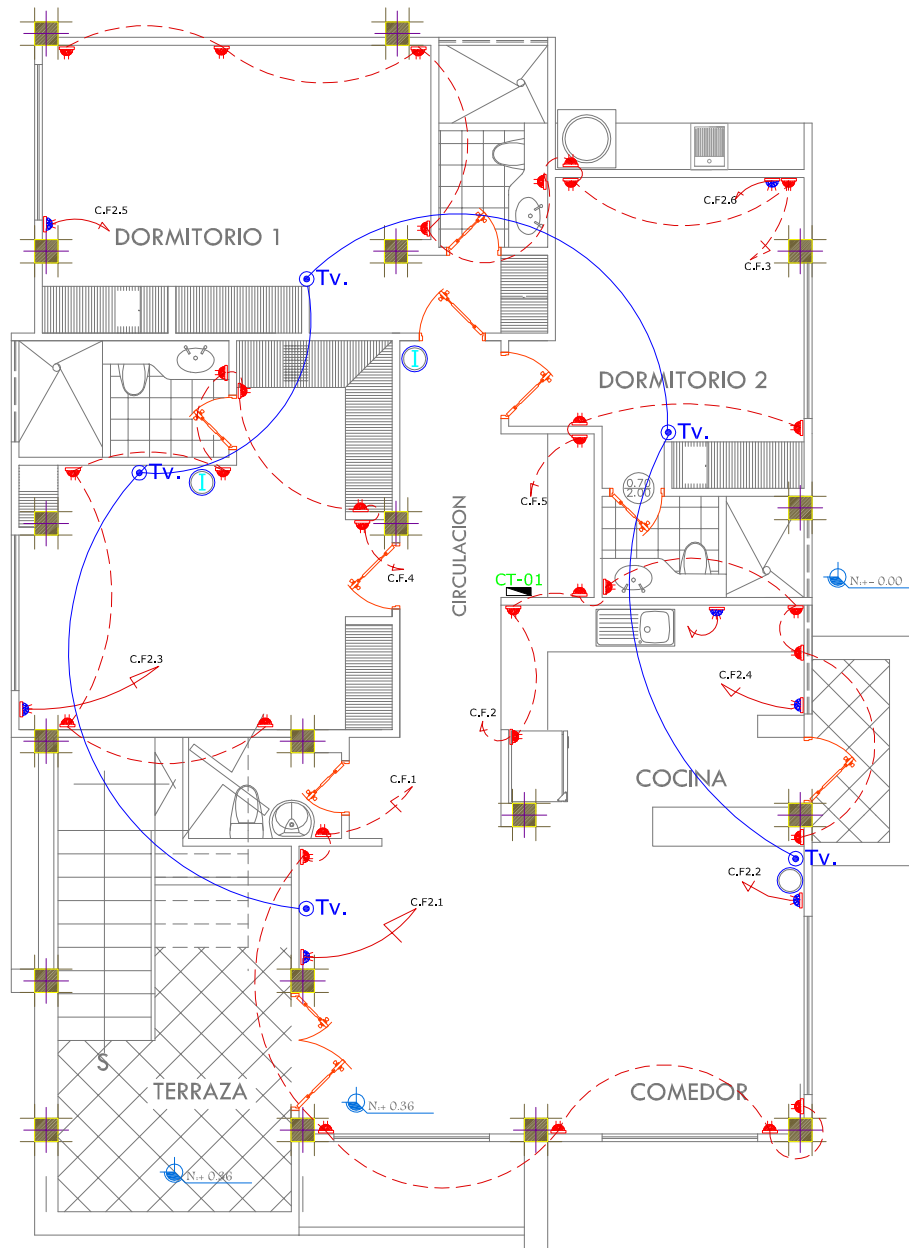 C.F2.5
DORMITORIO 1
C.F2.6
C.F.3
Tv.
I
DORMITORIO 2
Tv.
Tv.
I
0.70
2.00
C.F.5
C.F.4
CIRCULACION
CT-01
N:+- 0.00
C.F2.3
C.F2.4
C.F.2
COCINA
C.F.1
Tv.
C.F2.2
C.F2.1
Tv.
S
TERRAZA
COMEDOR
N:+ 0.36
N:+ 0.36